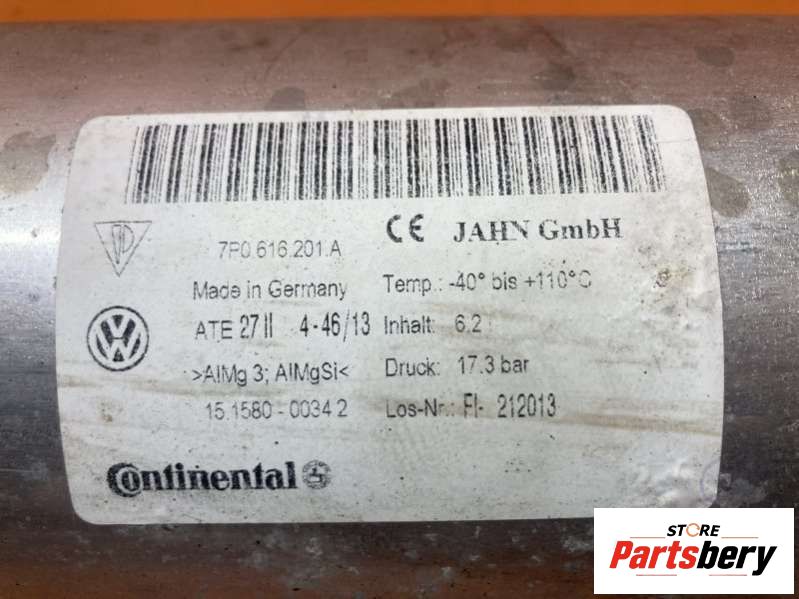 7P0.616.201.A
CE JAHN GmbH
Made in Germany
Temp.: -40° bis +110°C
ATE 27 II 4-46/13
Inhalt: 6.2 l
>AlMg 3; AlMgSi<
Druck: 17.3 bar
15.1580-0034 2
Los-Nr.: FI- 212013
Continental
STORE
Partsbery